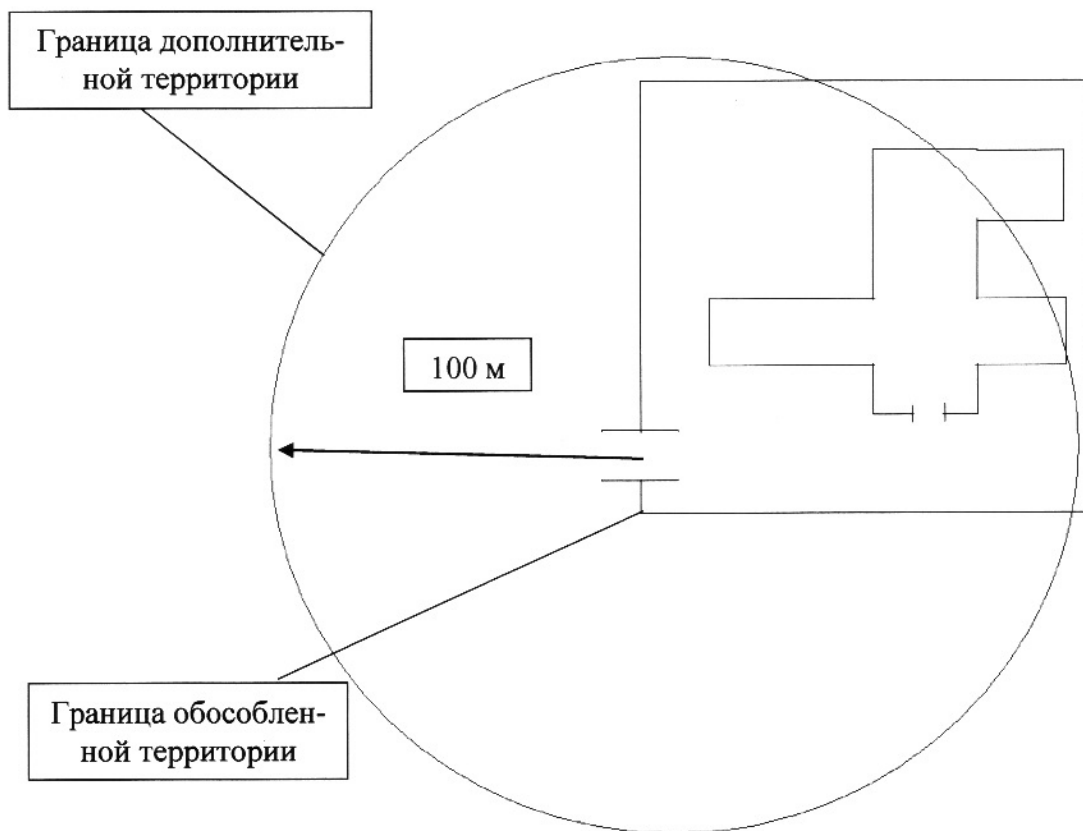 Граница дополнитель-
ной территории
100 м
Граница обособлен-
ной территории